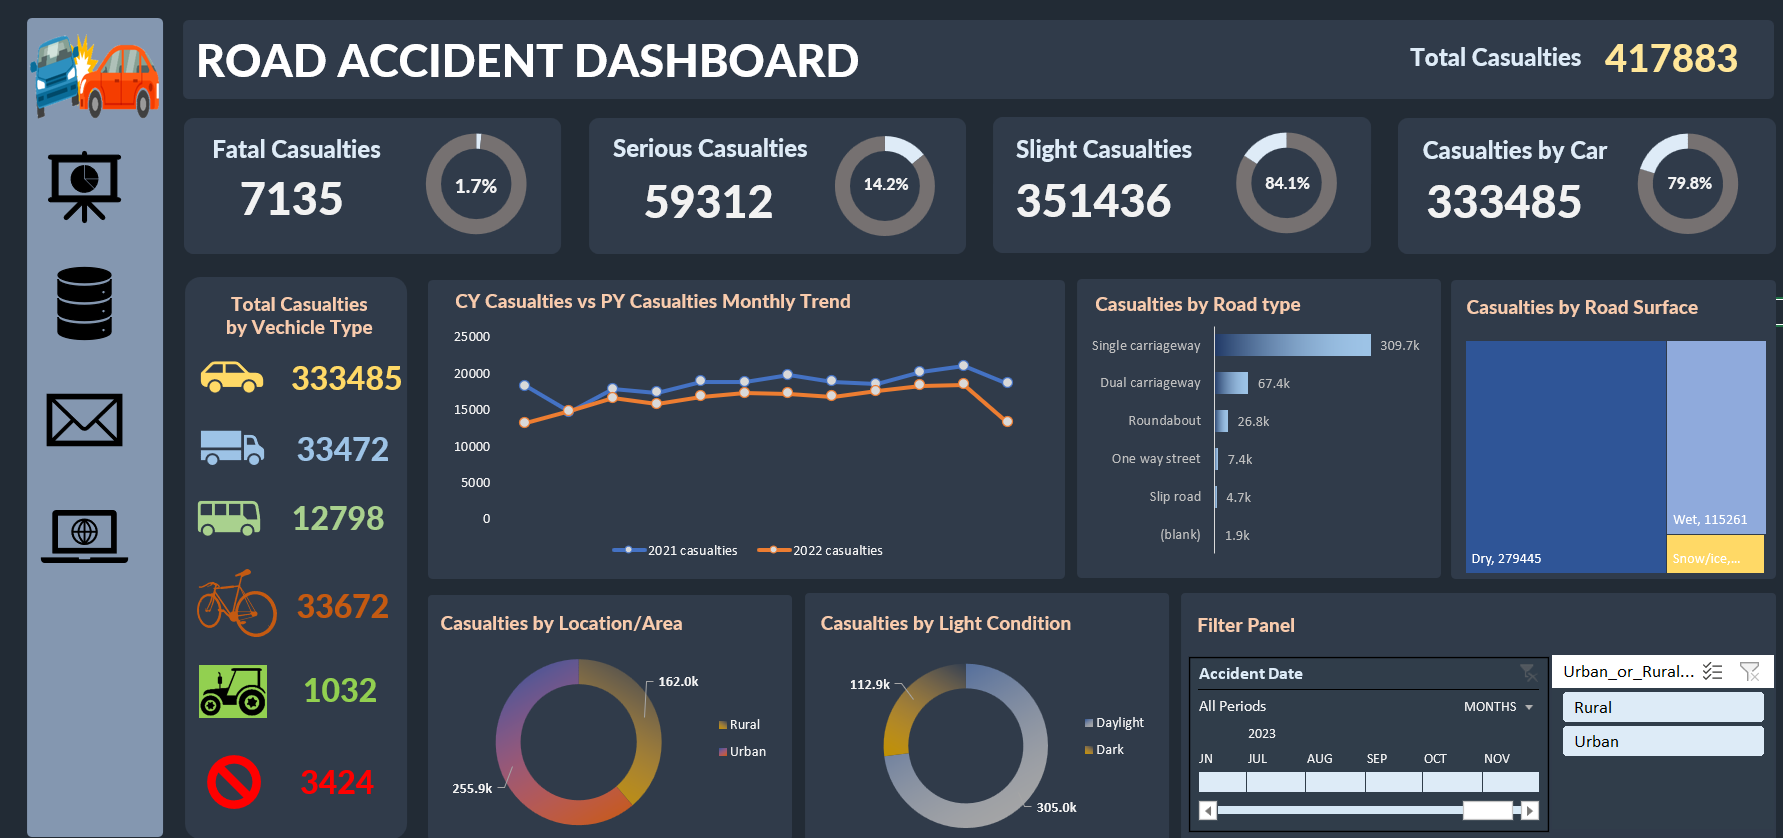 ROAD ACCIDENT DASHBOARD
Total Casualties 417883
Fatal Casualties
7135
1.7%
Serious Casualties
59312
14.2%
Slight Casualties
351436
84.1%
Casualties by Car
333485
79.8%
Total Casualties
by Vechicle Type
333485
33472
12798
33672
1032
3424
CY Casualties vs PY Casualties Monthly Trend
25000
20000
15000
10000
5000
0
2021 casualties
2022 casualties
Casualties by Road type
Single carriageway 309.7k
Dual carriageway 67.4k
Roundabout 26.8k
One way street 7.4k
Slip road 4.7k
(blank) 1.9k
Casualties by Road Surface
Dry, 279445
Wet, 115261
Snow/ice,...
Casualties by Location/Area
162.0k
255.9k
Rural
Urban
Casualties by Light Condition
112.9k
305.0k
Daylight
Dark
Filter Panel
Accident Date
All Periods MONTHS
2023
JN JUL AUG SEP OCT NOV
Urban_or_Rural...
Rural
Urban